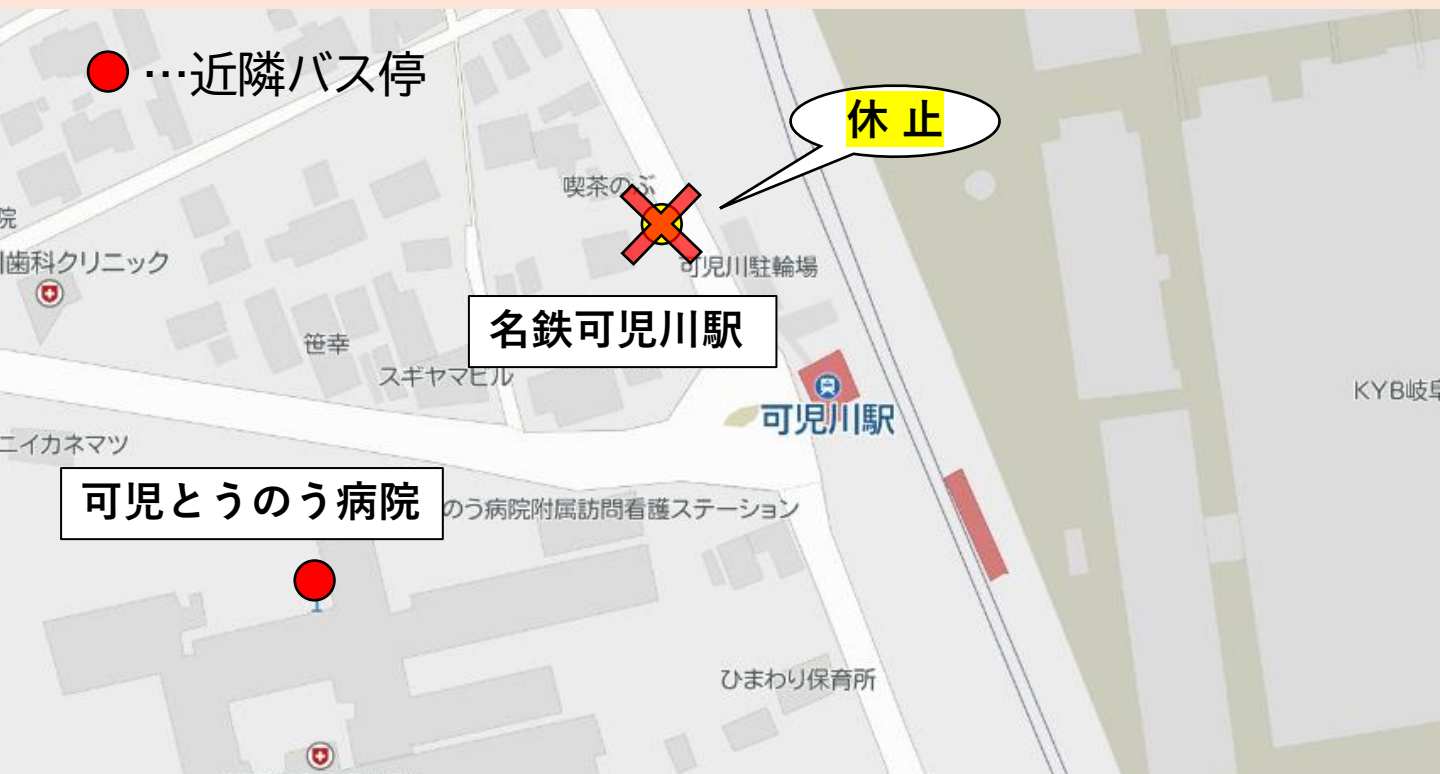 …近隣バス停
休 止
喫茶のぶ
院
歯科クリニック
可児川駐輪場
名鉄可児川駅
笹幸
スギヤマビル
可児川駅
KYB岐阜
ニイカネマツ
可児とうのう病院
のう病院附属訪問看護ステーション
ひまわり保育所